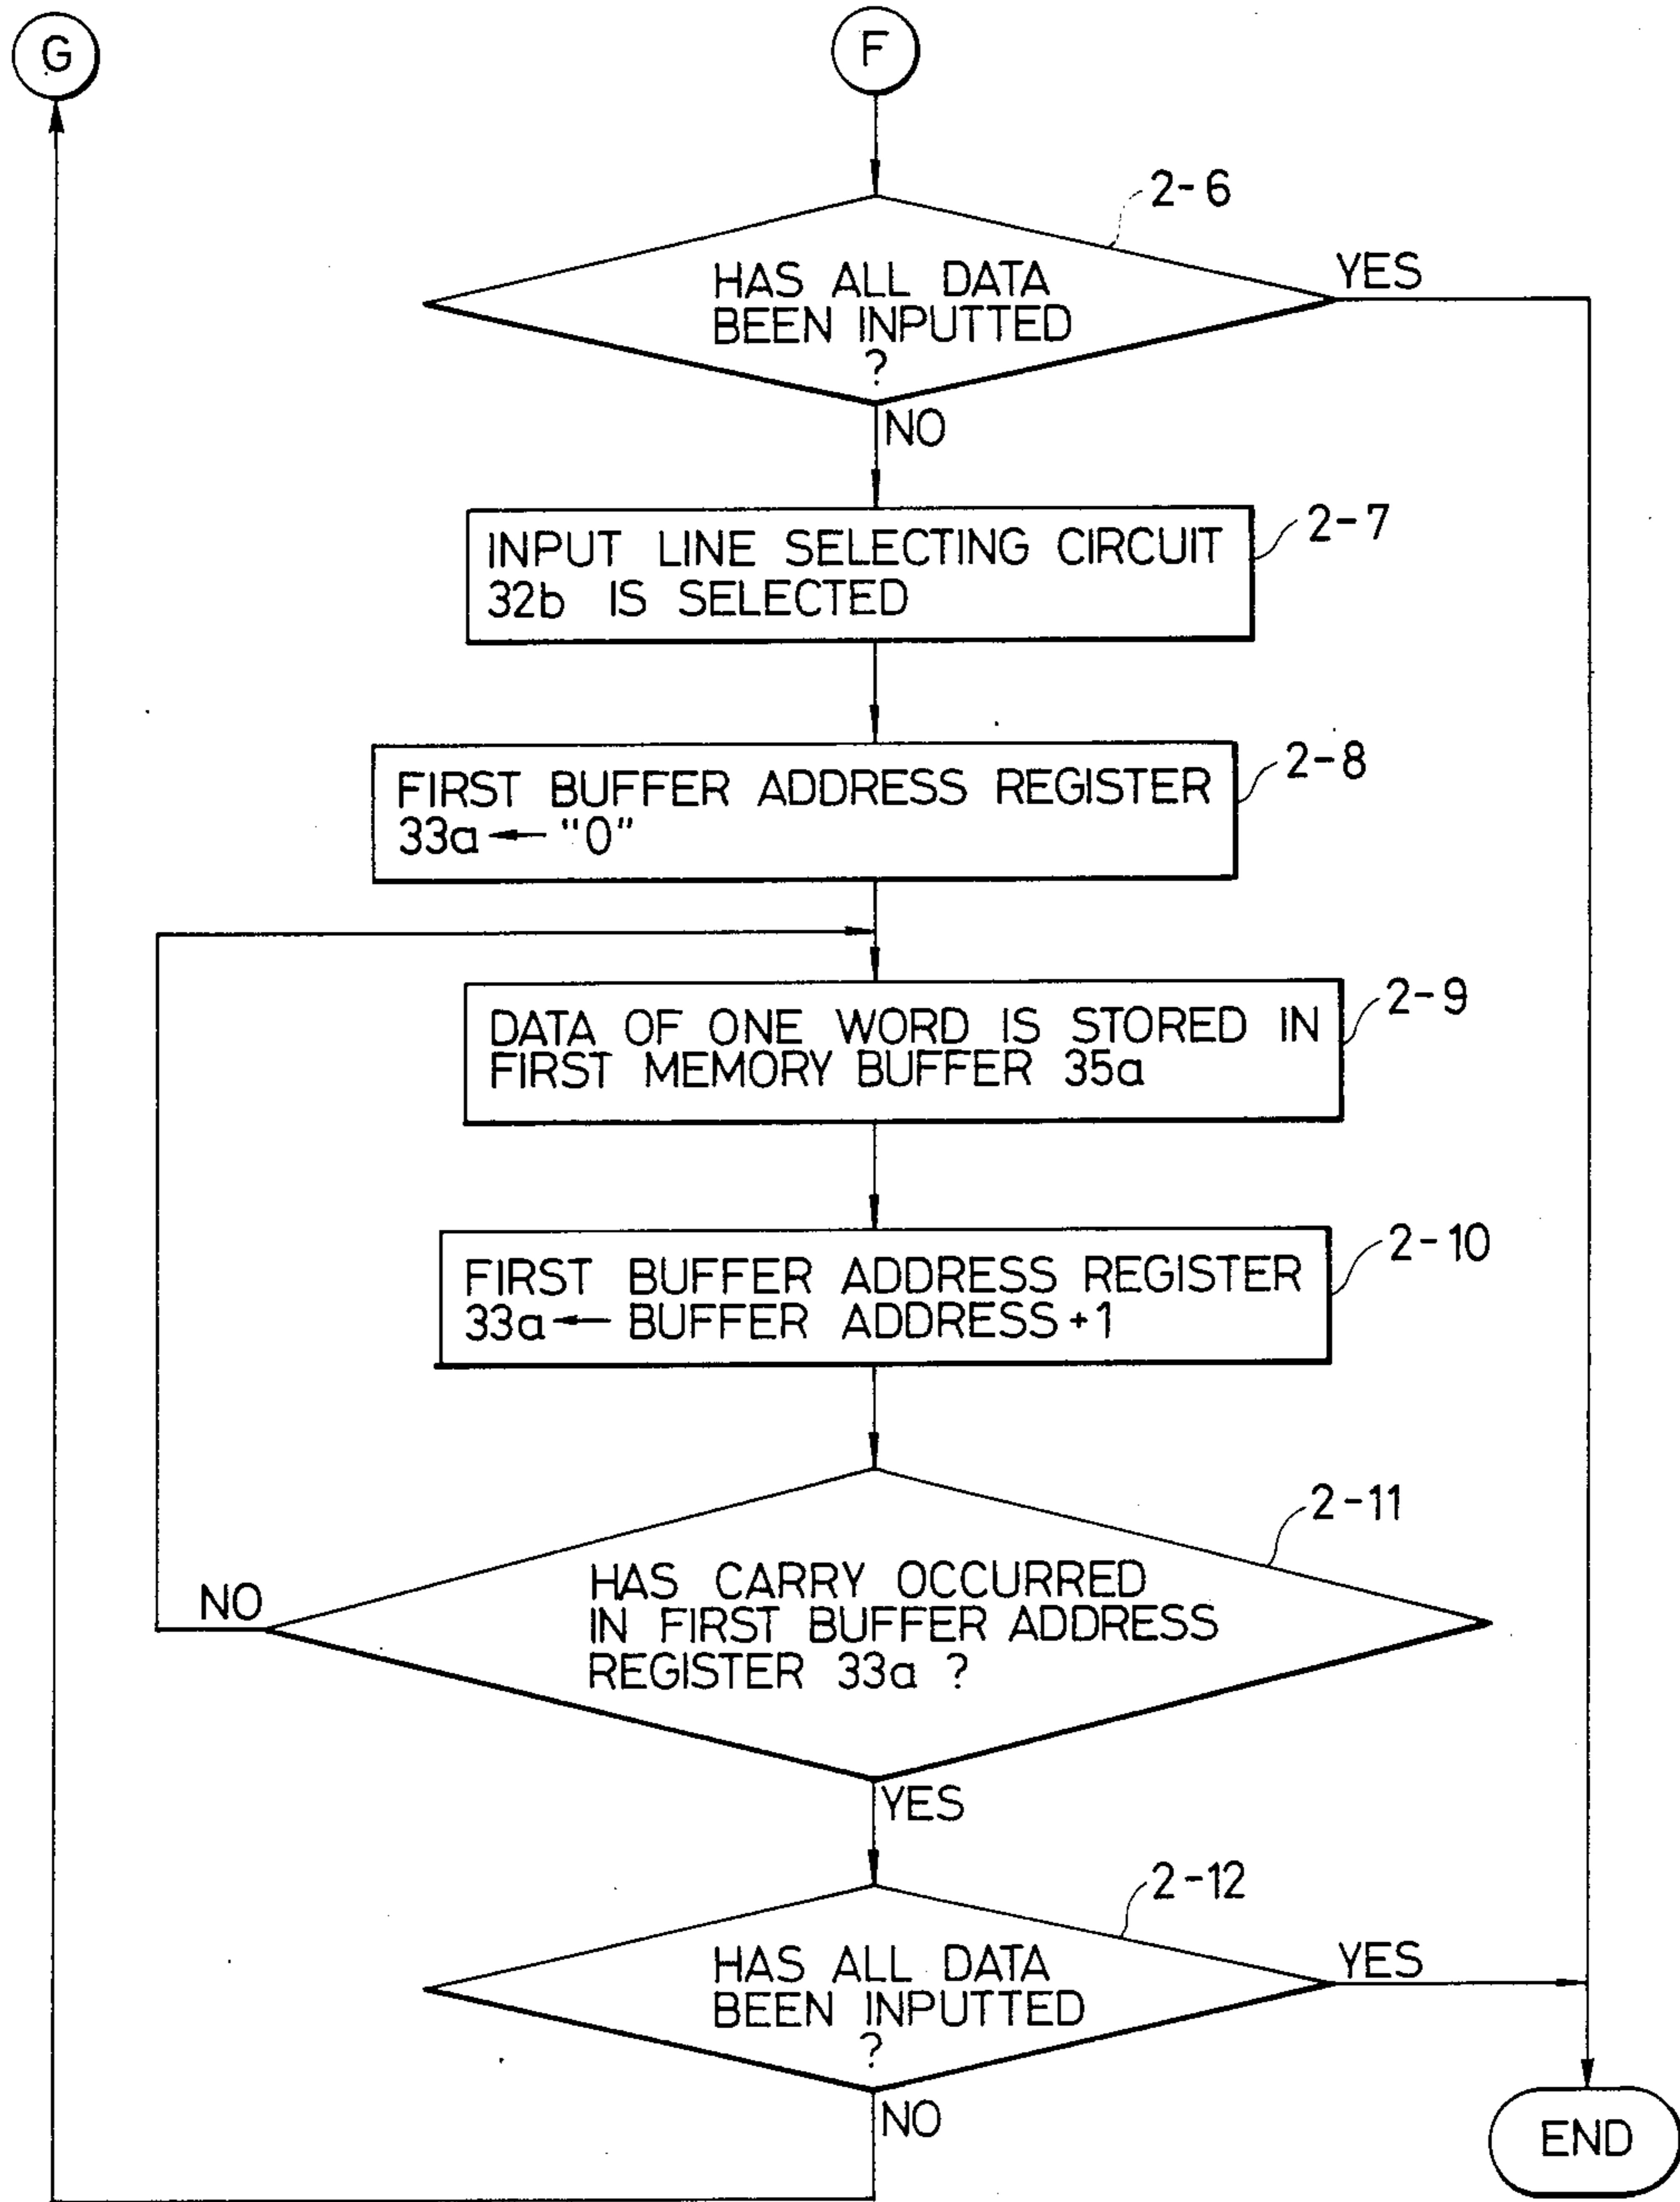 G
F
2-6
HAS ALL DATA
BEEN INPUTTED
?
YES
NO
2-7
INPUT LINE SELECTING CIRCUIT
32b IS SELECTED
2-8
FIRST BUFFER ADDRESS REGISTER
33a ← "0"
2-9
DATA OF ONE WORD IS STORED IN
FIRST MEMORY BUFFER 35a
2-10
FIRST BUFFER ADDRESS REGISTER
33a ← BUFFER ADDRESS +1
2-11
HAS CARRY OCCURRED
IN FIRST BUFFER ADDRESS
REGISTER 33a ?
NO
YES
2-12
HAS ALL DATA
BEEN INPUTTED
?
YES
NO
END